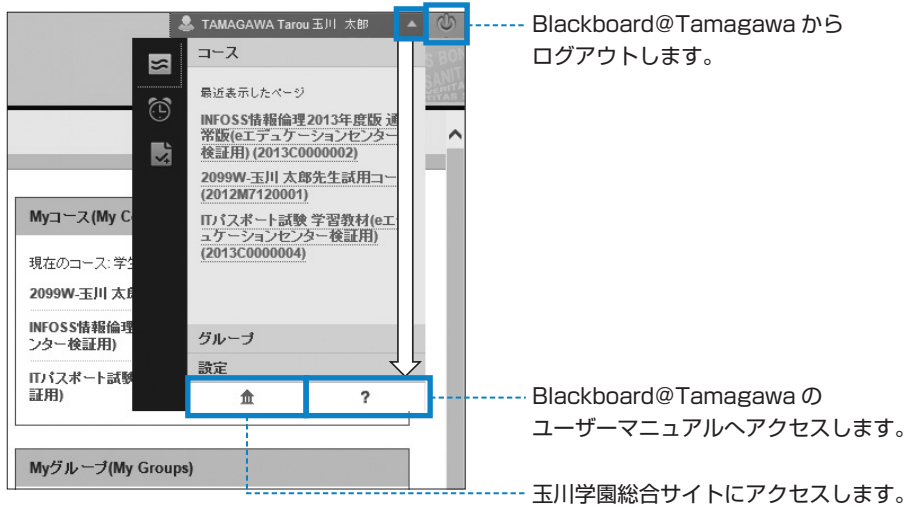 TAMAGAWA Tarou 玉川 太郎
Blackboard@Tamagawa から
ログアウトします。
コース
最近表示したページ
INFOSS情報倫理2013年度版 通
常版(eエデュケーションセンター
検証用) (2013C0000002)
2099W-玉川 太郎先生試用コー
(2012M7120001)
ITパスポート試験 学習教材(eエ
ュケーションセンター検証用)
(2013C0000004)
グループ
設定
?
Myコース(My C
現在のコース: 学生
2099W-玉川 太郎
INFOSS情報倫理
ンター検証用)
ITパスポート試験
証用)
Myグループ(My Groups)
Blackboard@Tamagawa の
ユーザーマニュアルへアクセスします。
玉川学園総合サイトにアクセスします。